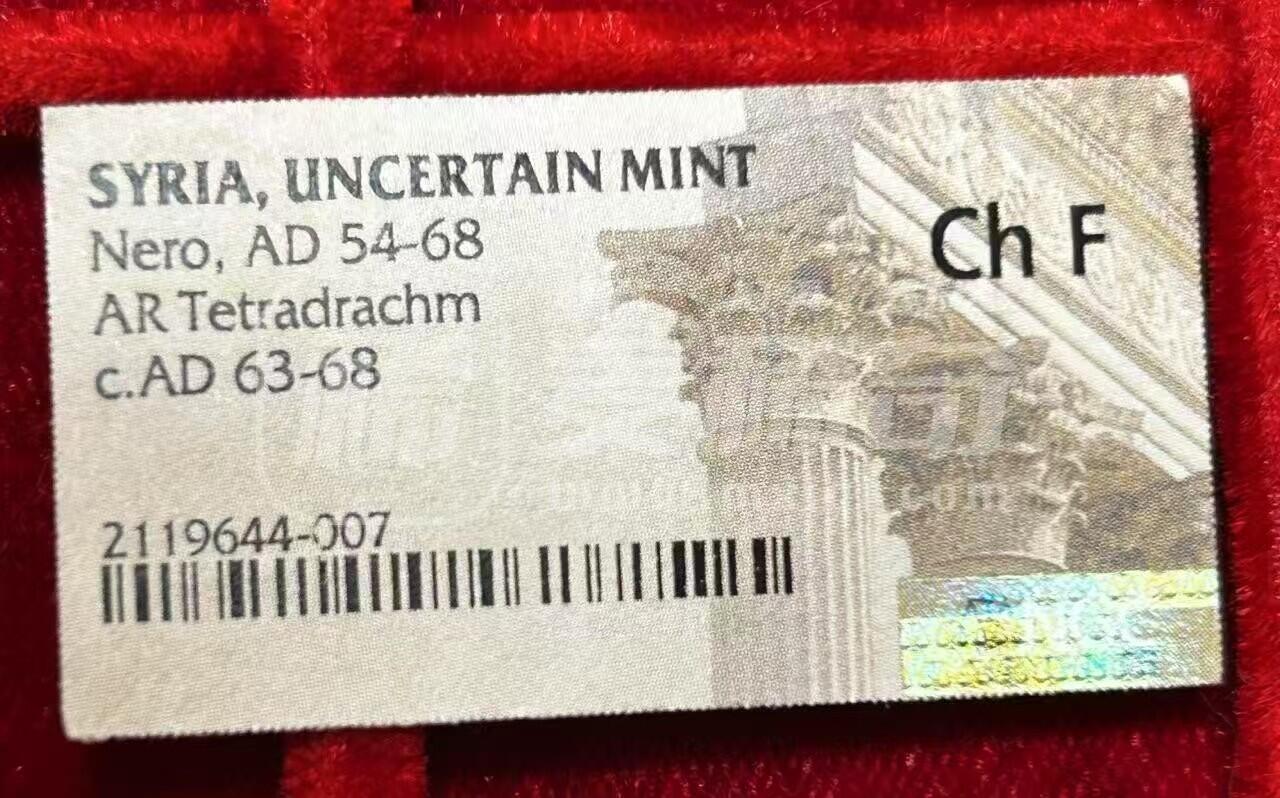 SYRIA, UNCERTAIN MINT
Nero, AD 54-68
AR Tetradrachm
c.AD 63-68
Ch F
2119644-007